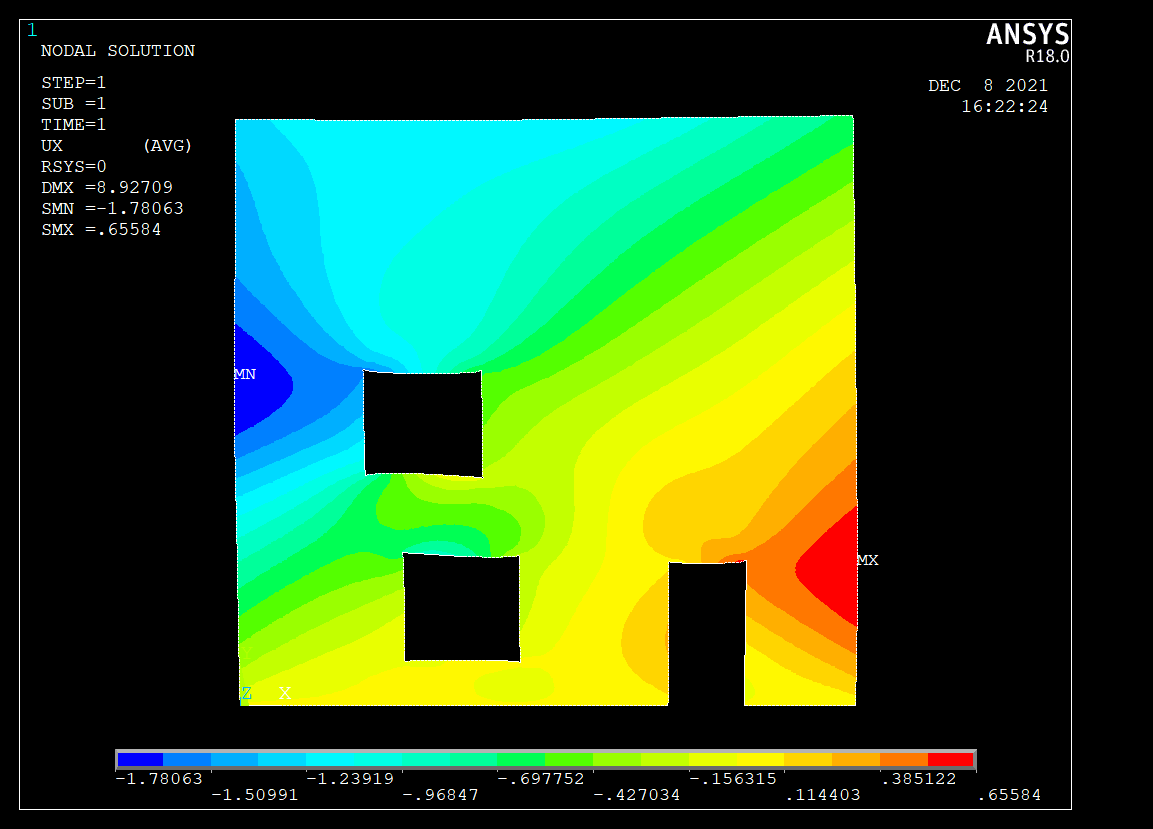 1
ANSYS
R18.0
NODAL SOLUTION
DEC 8 2021
16:22:24
STEP=1
SUB =1
TIME=1
UX (AVG)
RSYS=0
DMX =8.92709
SMN =-1.78063
SMX =.65584
MN
MX
Z X
-1.78063 -1.23919 -.697752 -.156315 .385122
-1.50991 -.96847 -.427034 .114403 .65584